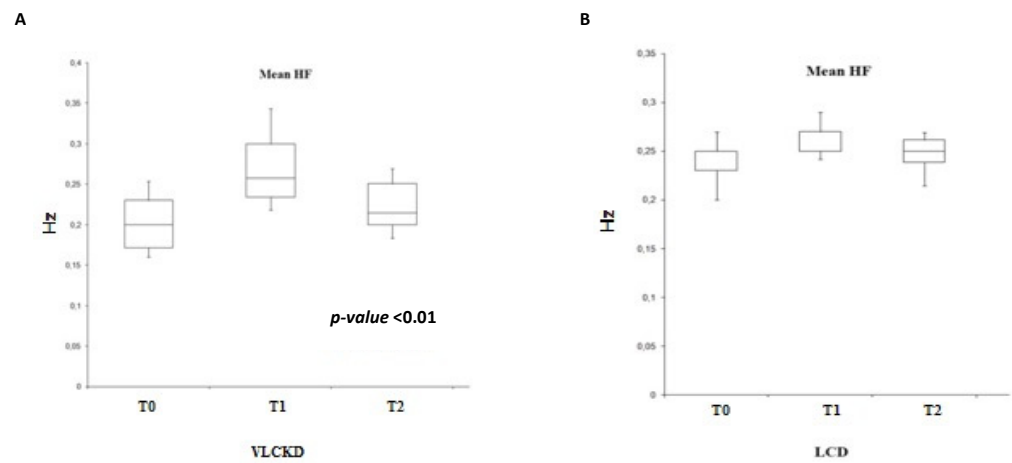 A
Mean HF
0,4
0,35
0,3
0,25
0,2
0,15
0,1
0,05
0
Hz
p-value <0.01
T0 T1 T2
VLCKD
B
Mean HF
0,35
0,3
0,25
0,2
0,15
0,1
0,05
0
Hz
T0 T1 T2
LCD